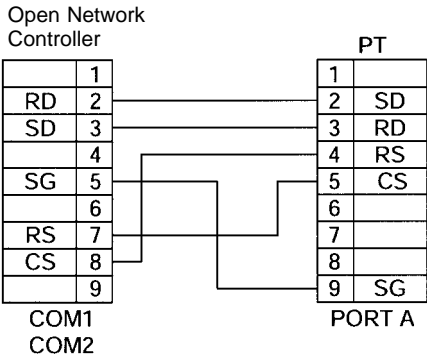 Open Network
Controller
PT
1
RD 2
SD 3
4
SG 5
6
RS 7
CS 8
9
COM1
COM2
1
2 SD
3 RD
4 RS
5 CS
6
7
8
9 SG
PORT A